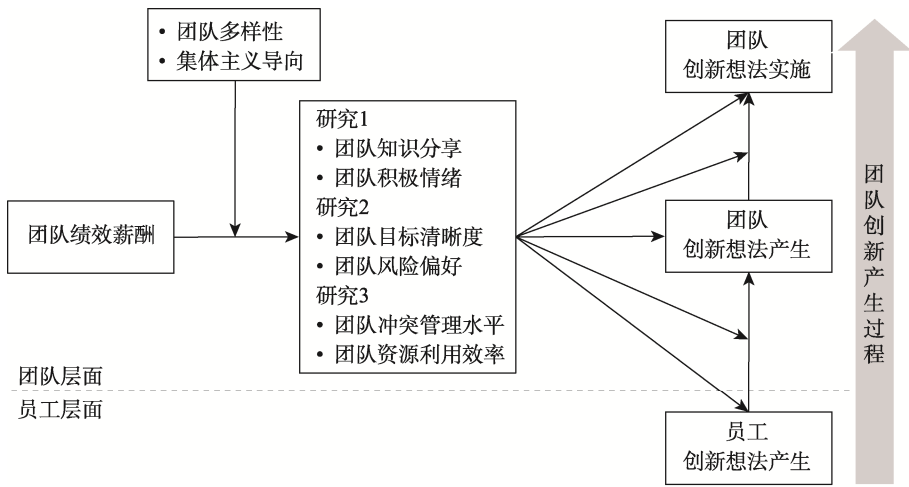 • 团队多样性
• 集体主义导向
团队绩效薪酬
研究1
• 团队知识分享
• 团队积极情绪
研究2
• 团队目标清晰度
• 团队风险偏好
研究3
• 团队冲突管理水平
• 团队资源利用效率
团队
创新想法实施
团队
创新想法产生
员工
创新想法产生
团队创新产生过程
团队层面
员工层面